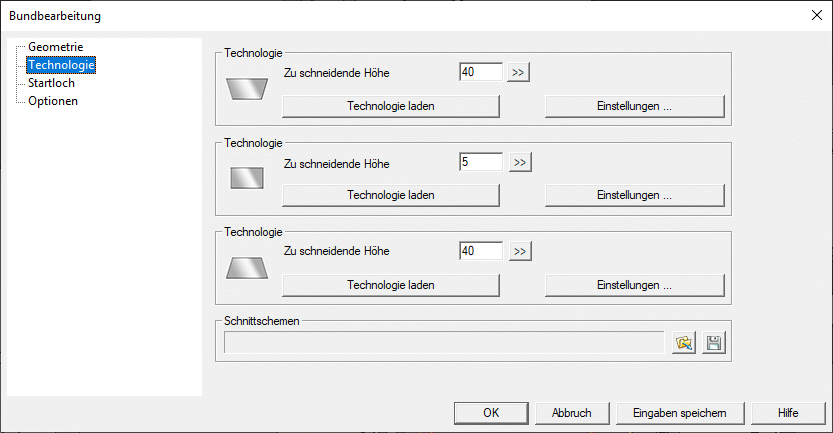 Bundbearbeitung
Geometrie
Technologie
Startloch
Optionen
Technologie
Zu schneidende Höhe 40 >>
Technologie laden Einstellungen ...
Technologie
Zu schneidende Höhe 5 >>
Technologie laden Einstellungen ...
Technologie
Zu schneidende Höhe 40 >>
Technologie laden Einstellungen ...
Schnittschemen
OK Abbruch Eingaben speichern Hilfe